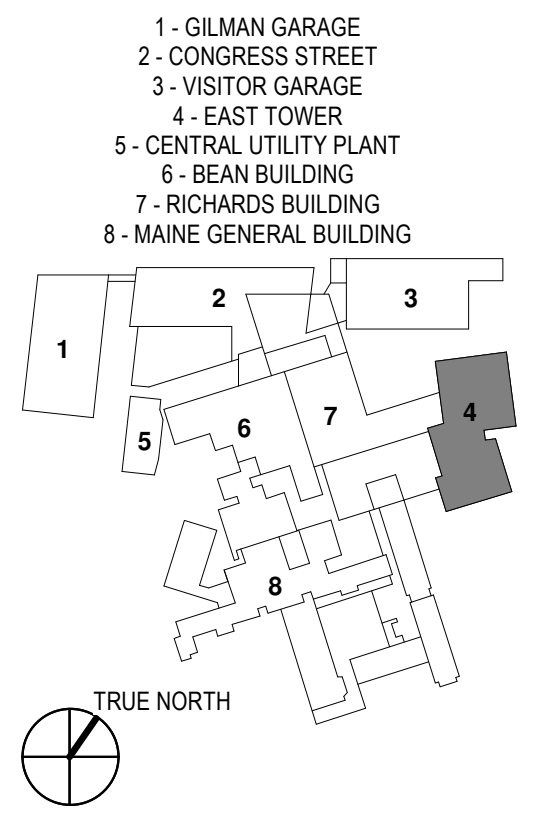 1 - GILMAN GARAGE
2 - CONGRESS STREET
3 - VISITOR GARAGE
4 - EAST TOWER
5 - CENTRAL UTILITY PLANT
6 - BEAN BUILDING
7 - RICHARDS BUILDING
8 - MAINE GENERAL BUILDING
2
3
1
4
7
6
5
8
TRUE NORTH